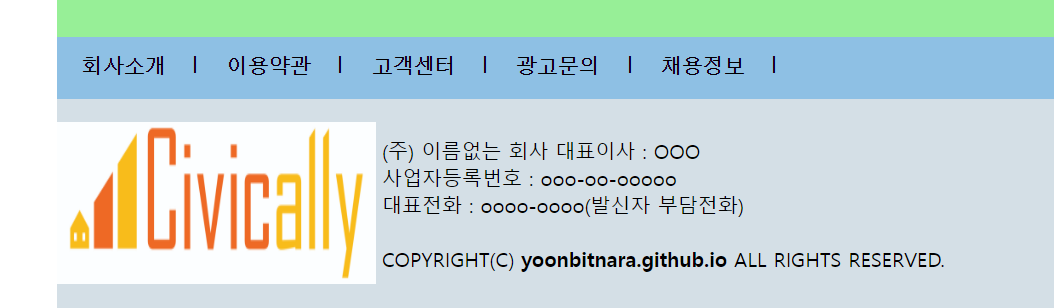 회사소개 | 이용약관 | 고객센터 | 광고문의 | 채용정보 |
Civically
(주) 이름없는 회사 대표이사 : OOO
사업자등록번호 : ooo-oo-ooooo
대표전화 : oooo-oooo(발신자 부담전화)
COPYRIGHT(C) yoonbitnara.github.io ALL RIGHTS RESERVED.